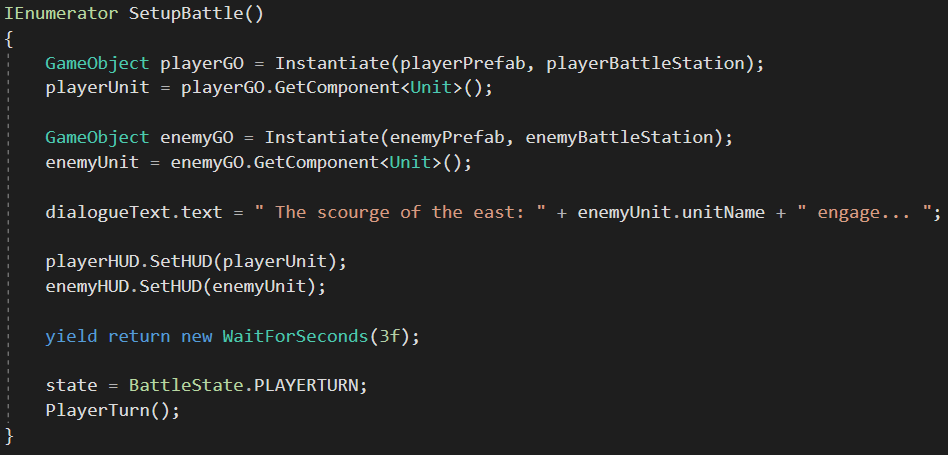 IEnumerator SetupBattle()
{
    GameObject playerGO = Instantiate(playerPrefab, playerBattleStation);
    playerUnit = playerGO.GetComponent<Unit>();

    GameObject enemyGO = Instantiate(enemyPrefab, enemyBattleStation);
    enemyUnit = enemyGO.GetComponent<Unit>();

    dialogueText.text = " The scourge of the east: " + enemyUnit.unitName + " engage... ";

    playerHUD.SetHUD(playerUnit);
    enemyHUD.SetHUD(enemyUnit);

    yield return new WaitForSeconds(3f);

    state = BattleState.PLAYERTURN;
    PlayerTurn();
}